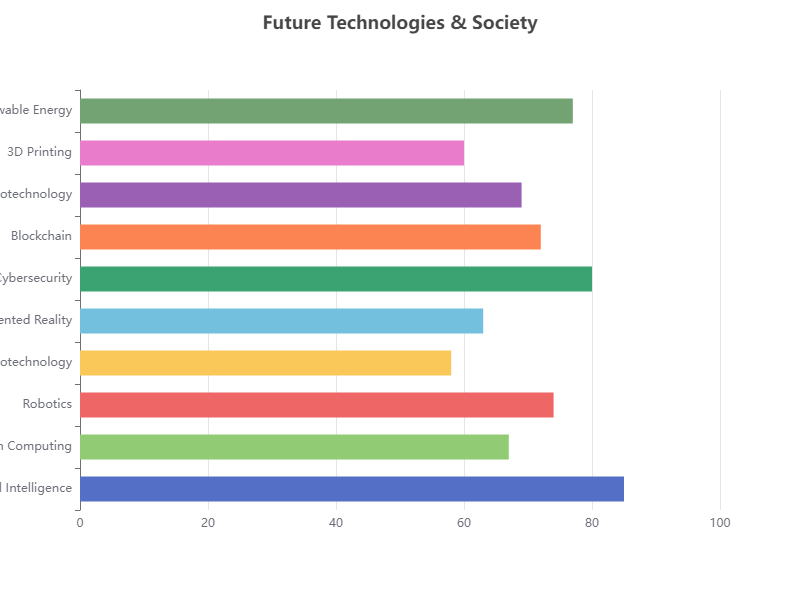 Future Technologies & Society
wable Energy
3D Printing
otechnology
Blockchain
Cybersecurity
ented Reality
otechnology
Robotics
n Computing
l Intelligence
0 20 40 60 80 100